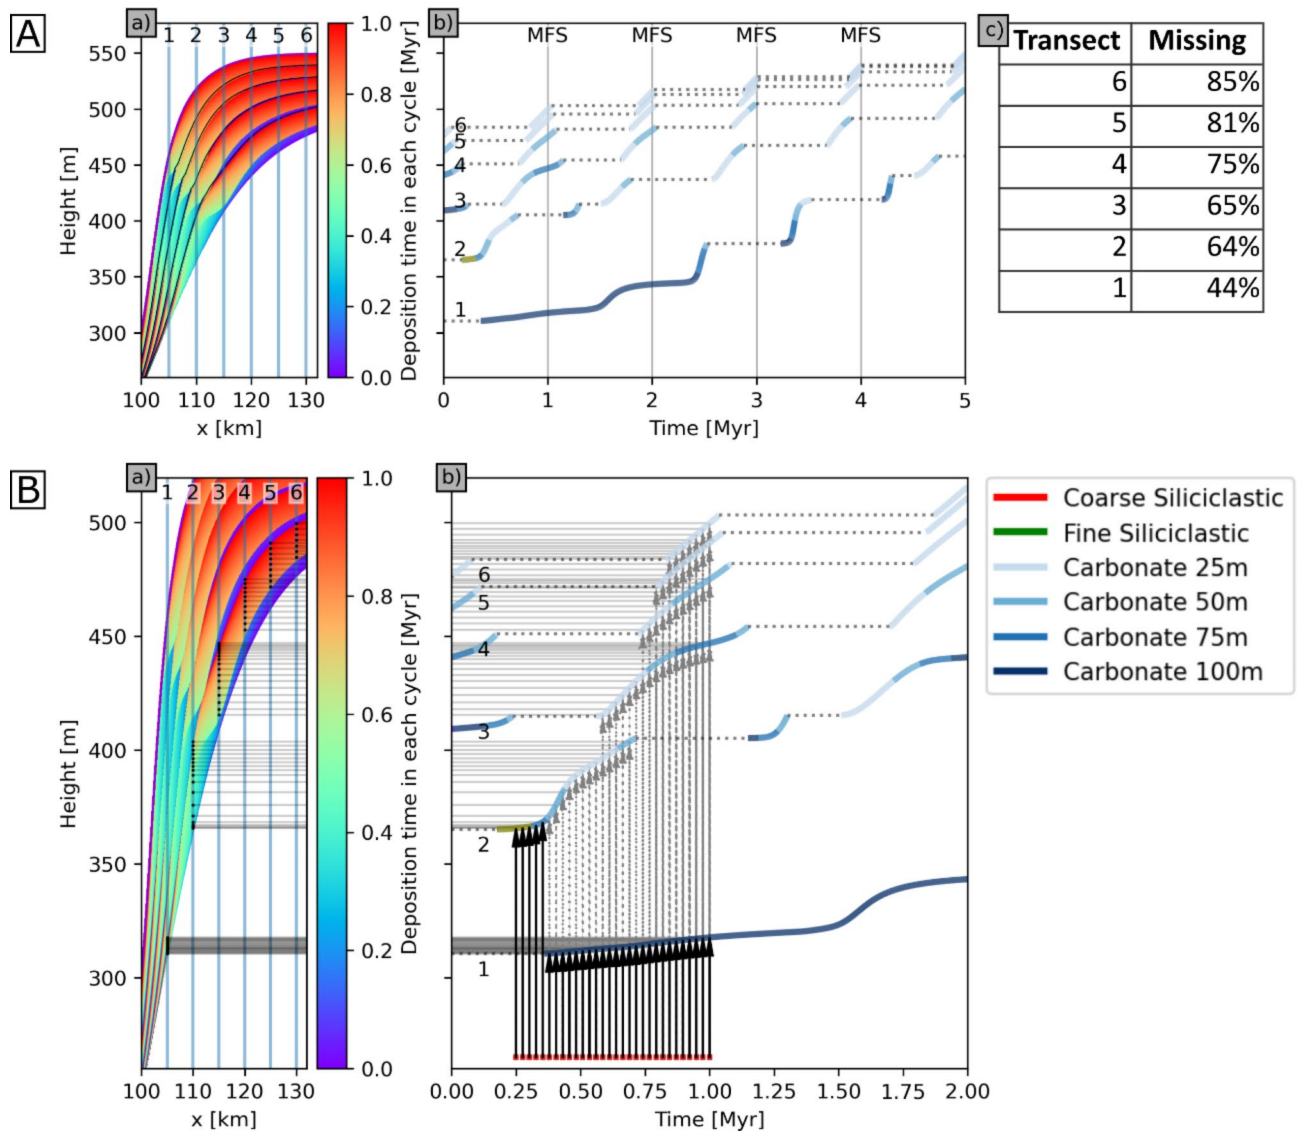 A
a)
1 2 3 4 5 6
550
500
450
400
350
300
Height [m]
100 110 120 130
x [km]
1.0
0.8
0.6
0.4
0.2
0.0
Deposition time in each cycle [Myr]
b)
MFS MFS MFS MFS
6
5
4
3
2
1
0 1 2 3 4 5
Time [Myr]
c)
Transect Missing
6 85%
5 81%
4 75%
3 65%
2 64%
1 44%
B
a)
1 2 3 4 5 6
500
450
400
350
300
Height [m]
100 110 120 130
x [km]
1.0
0.8
0.6
0.4
0.2
0.0
Deposition time in each cycle [Myr]
b)
6
5
4
3
2
1
0.00 0.25 0.50 0.75 1.00 1.25 1.50 1.75 2.00
Time [Myr]
Coarse Siliciclastic
Fine Siliciclastic
Carbonate 25m
Carbonate 50m
Carbonate 75m
Carbonate 100m